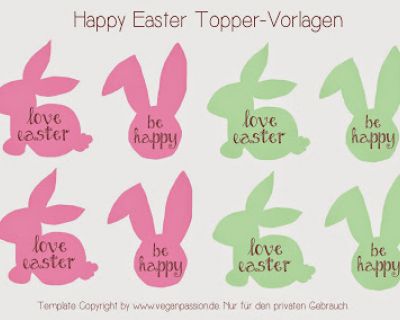 Happy Easter Topper-Vorlagen
love
easter
be
happy
love
easter
be
happy
love
easter
be
happy
love
easter
be
happy
Template Copyright by www.veganpassion.de. Nur für den privaten Gebrauch.